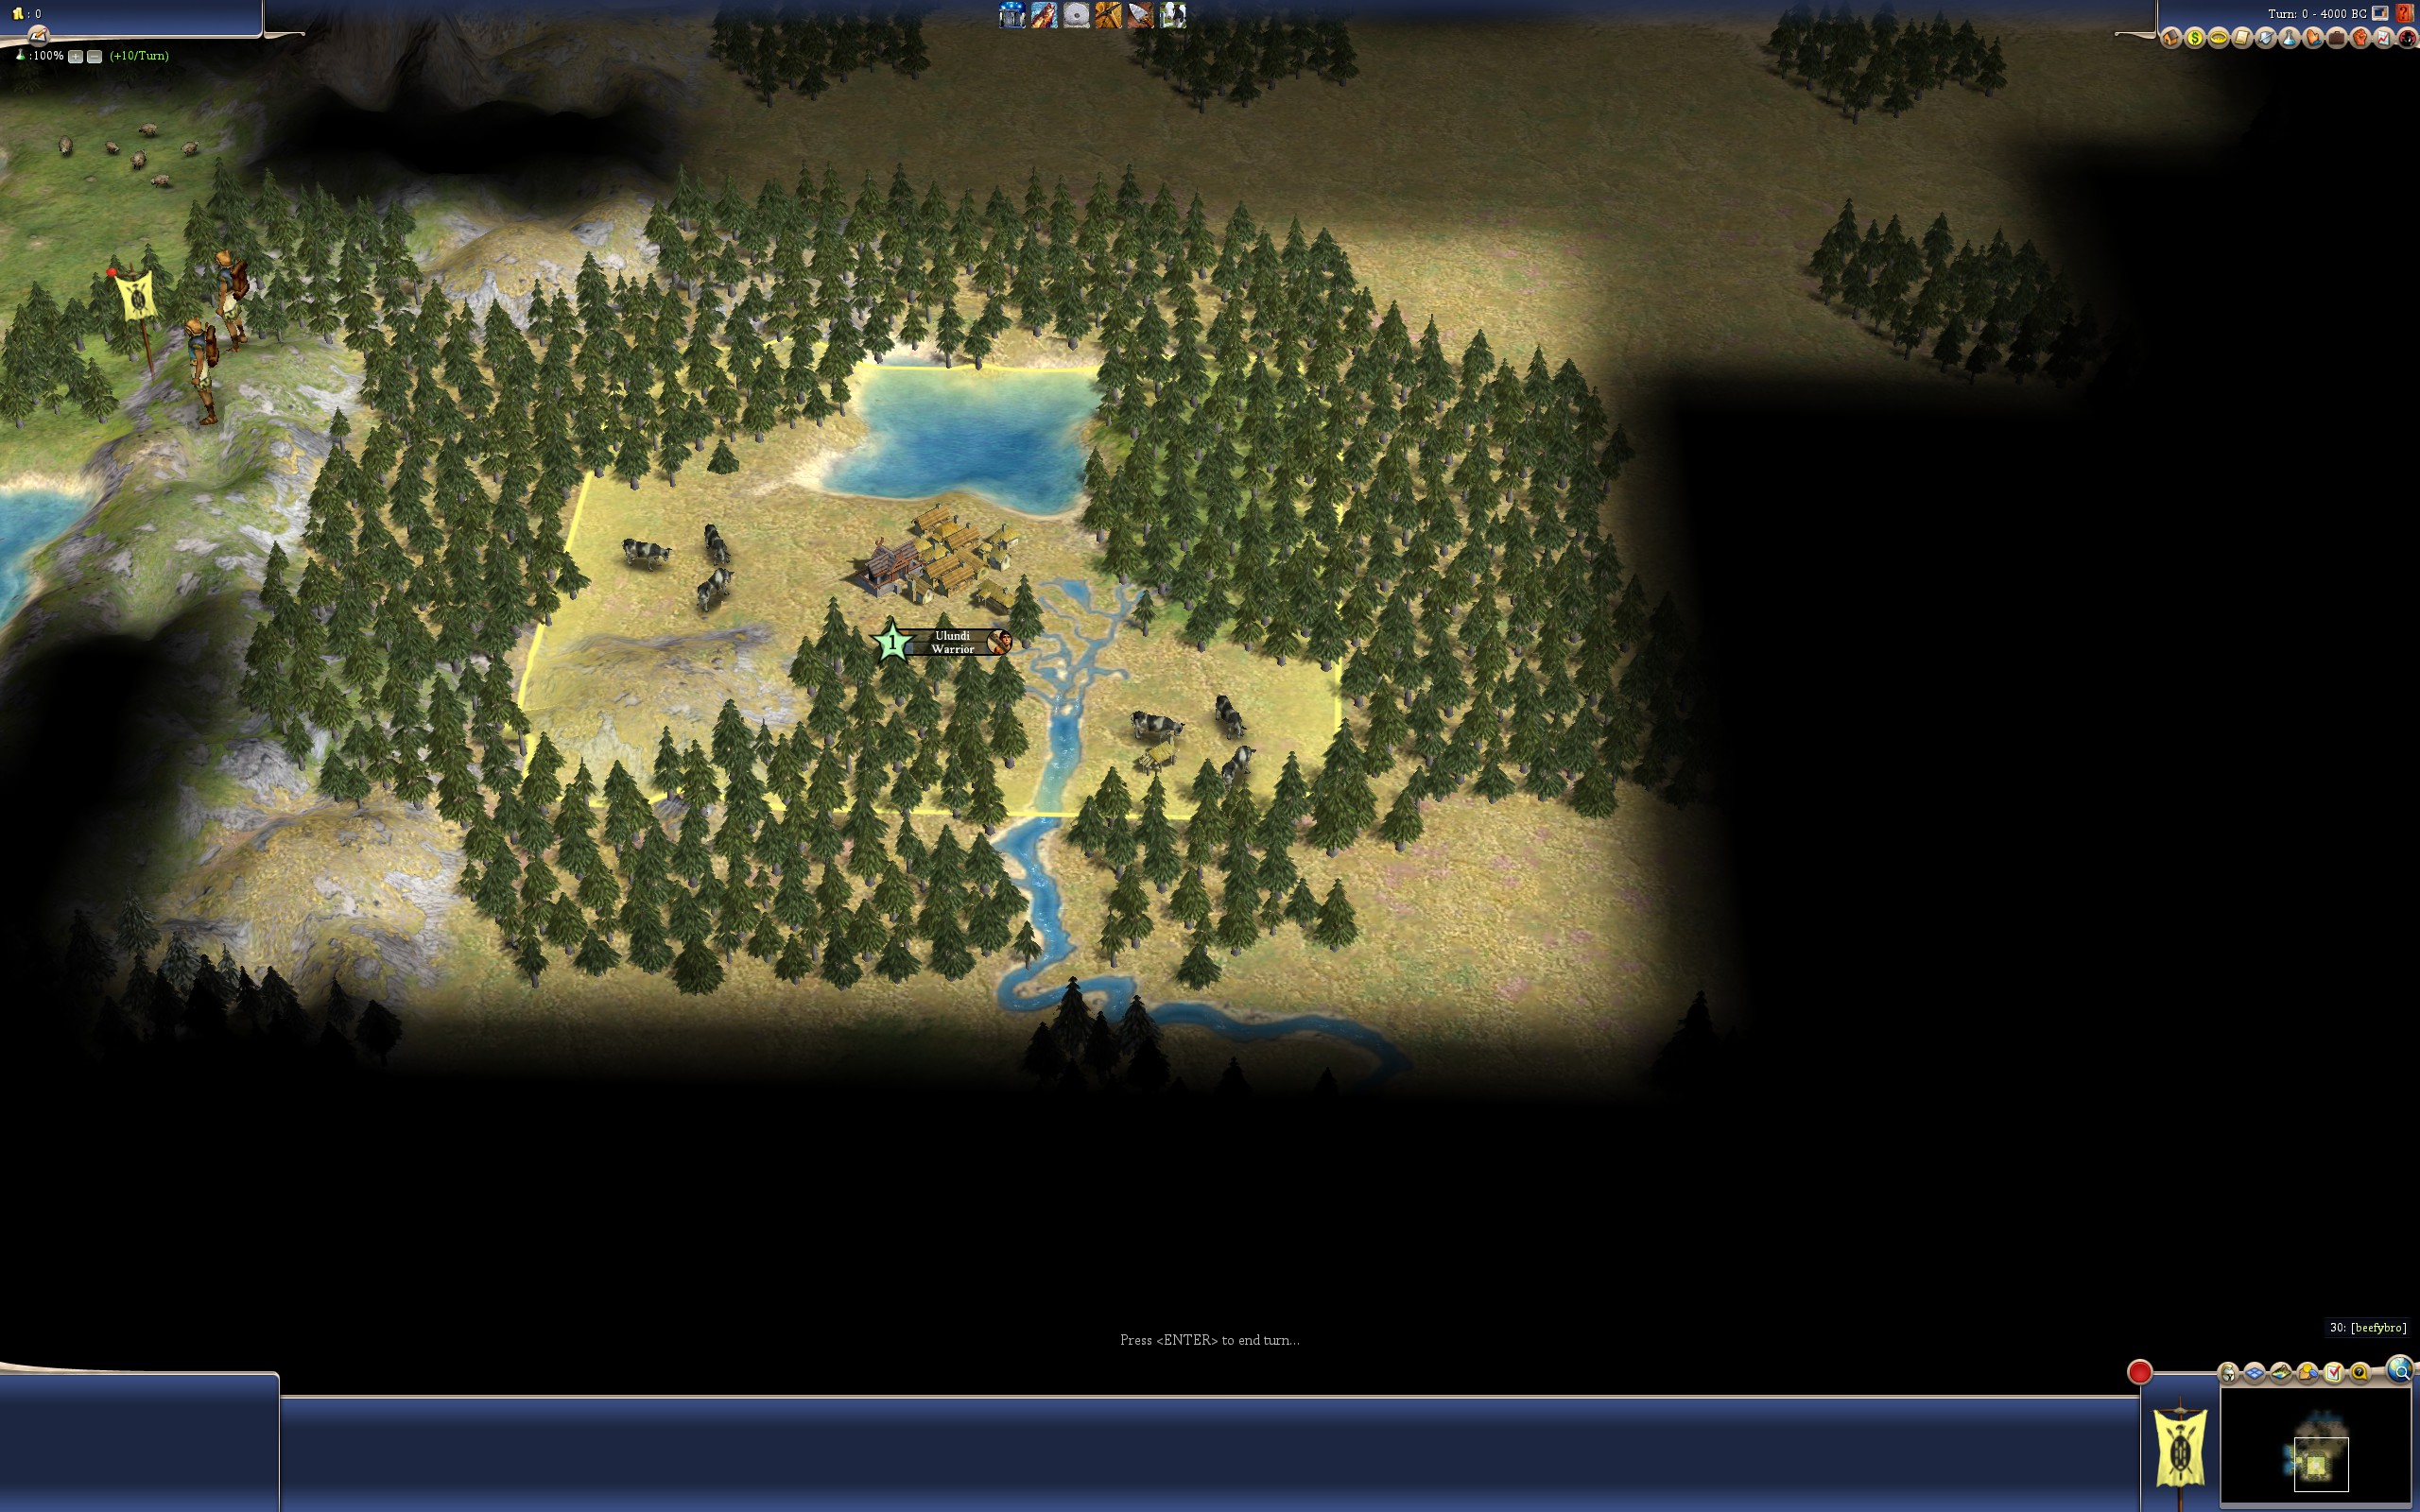 : 0
Turn: 0 - 4000 BC
:100% (+10/Turn)
1
Ulundi
Warrior
Press <ENTER> to end turn...
30: [beefybro]